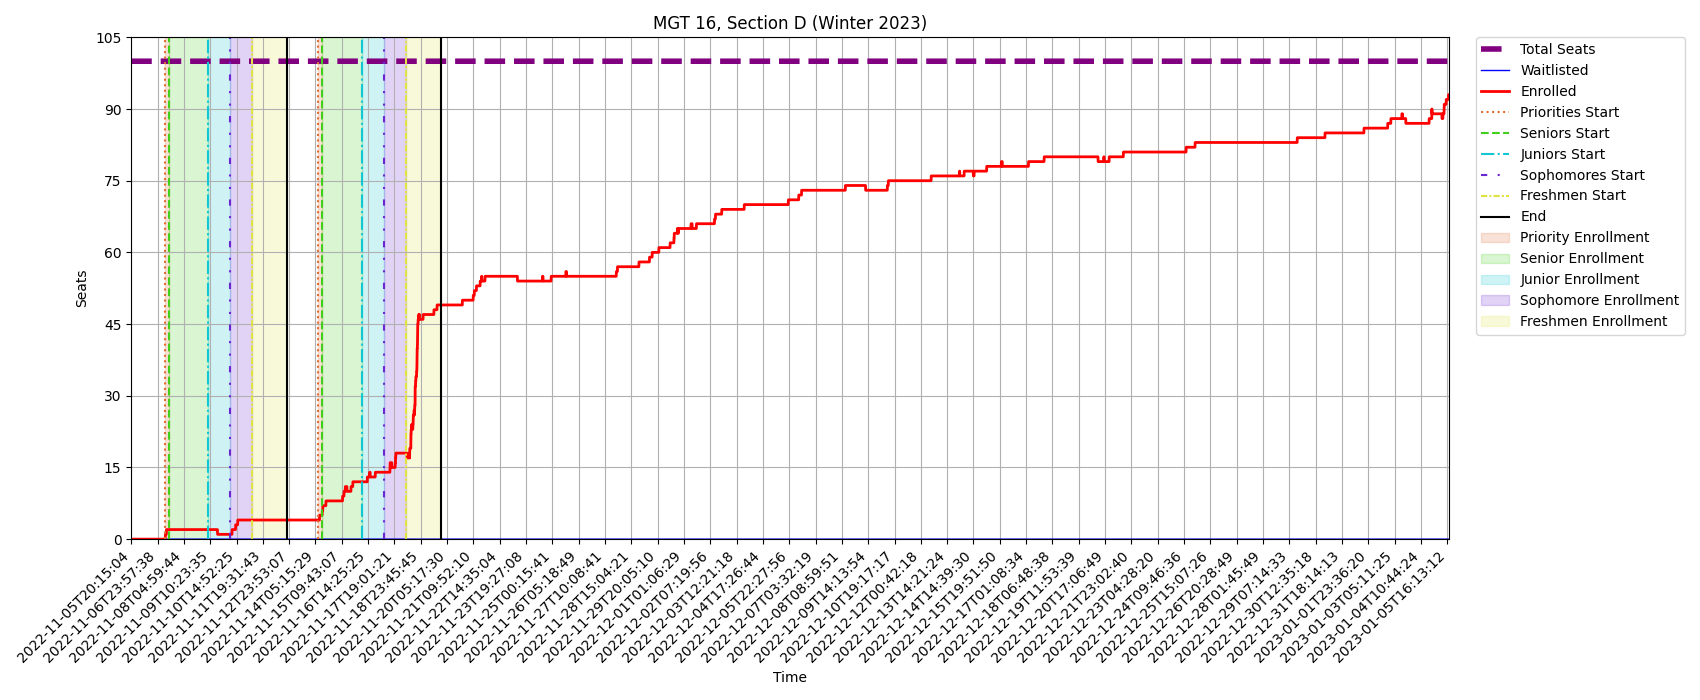 MGT 16, Section D (Winter 2023)
105
90
75
60
45
30
15
0
Seats
2022-11-05T20:15:04
2022-11-06T23:57:38
2022-11-08T04:59:44
2022-11-09T10:23:35
2022-11-10T14:52:25
2022-11-11T19:31:43
2022-11-12T23:53:07
2022-11-14T05:15:29
2022-11-15T09:43:07
2022-11-16T14:25:25
2022-11-17T19:01:21
2022-11-18T23:45:45
2022-11-20T05:17:30
2022-11-21T09:52:10
2022-11-22T14:35:04
2022-11-23T19:27:08
2022-11-25T00:15:41
2022-11-26T05:18:49
2022-11-27T10:08:41
2022-11-28T15:04:21
2022-11-29T20:05:10
2022-12-01T01:06:29
2022-12-02T07:19:56
2022-12-03T12:21:18
2022-12-04T17:26:44
2022-12-05T22:27:56
2022-12-07T03:32:19
2022-12-08T08:59:51
2022-12-09T14:13:54
2022-12-10T19:17:17
2022-12-12T00:42:18
2022-12-13T14:21:24
2022-12-14T14:39:30
2022-12-15T19:51:50
2022-12-17T01:08:34
2022-12-18T06:48:38
2022-12-19T11:53:39
2022-12-20T17:06:49
2022-12-21T23:02:40
2022-12-23T04:28:20
2022-12-24T09:46:36
2022-12-25T15:07:26
2022-12-26T20:28:49
2022-12-28T01:45:49
2022-12-29T07:14:33
2022-12-30T12:35:18
2022-12-31T18:14:13
2023-01-01T23:36:20
2023-01-03T05:11:25
2023-01-04T10:44:24
2023-01-05T16:13:12
Time
Total Seats
Waitlisted
Enrolled
Priorities Start
Seniors Start
Juniors Start
Sophomores Start
Freshmen Start
End
Priority Enrollment
Senior Enrollment
Junior Enrollment
Sophomore Enrollment
Freshmen Enrollment